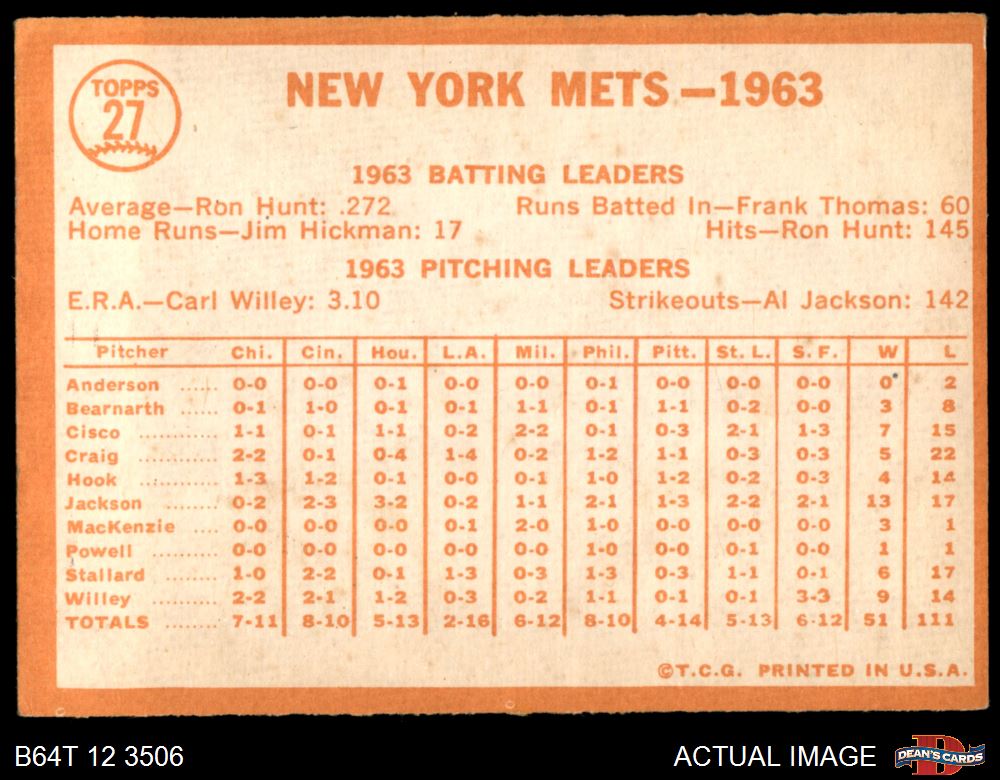 TOPPS
27
NEW YORK METS—1963
1963 BATTING LEADERS
Average—Ron Hunt: .272 Runs Batted In—Frank Thomas: 60
Home Runs—Jim Hickman: 17 Hits—Ron Hunt: 145
1963 PITCHING LEADERS
E.R.A.—Carl Willey: 3.10 Strikeouts—Al Jackson: 142
Pitcher Chi. Cin. Hou. L.A. Mil. Phil. Pitt. St. L. S. F. W L
Anderson ...... 0-0 0-0 0-1 0-0 0-0 0-1 0-0 0-0 0-0 0 2
Bearnarth ...... 0-1 1-0 0-1 0-1 1-1 0-1 1-1 0-2 0-0 3 8
Cisco ............ 1-1 0-1 1-1 0-2 2-2 0-1 0-3 2-1 1-3 7 15
Craig ............ 2-2 0-1 0-4 1-4 0-2 1-2 1-1 0-3 0-3 5 22
Hook ............ 1-3 1-2 0-1 0-0 0-1 1-0 1-2 0-2 0-3 4 14
Jackson ......... 0-2 2-3 3-2 0-2 1-1 2-1 1-3 2-2 2-1 13 17
MacKenzie .... 0-0 0-0 0-0 0-1 2-0 1-0 0-0 0-0 0-0 3 1
Powell .......... 0-0 0-0 0-0 0-0 0-0 1-0 0-0 0-1 0-0 1 1
Stallard ........ 1-0 2-2 0-1 1-3 0-3 1-3 0-3 1-1 0-1 6 17
Willey .......... 2-2 2-1 1-2 0-3 0-2 1-1 0-1 0-1 3-3 9 14
TOTALS ........ 7-11 8-10 5-13 2-16 6-12 8-10 4-14 5-13 6-12 51 111
©T.C.G. PRINTED IN U.S.A.
B64T 12 3506 ACTUAL IMAGE DEAN'S CARDS